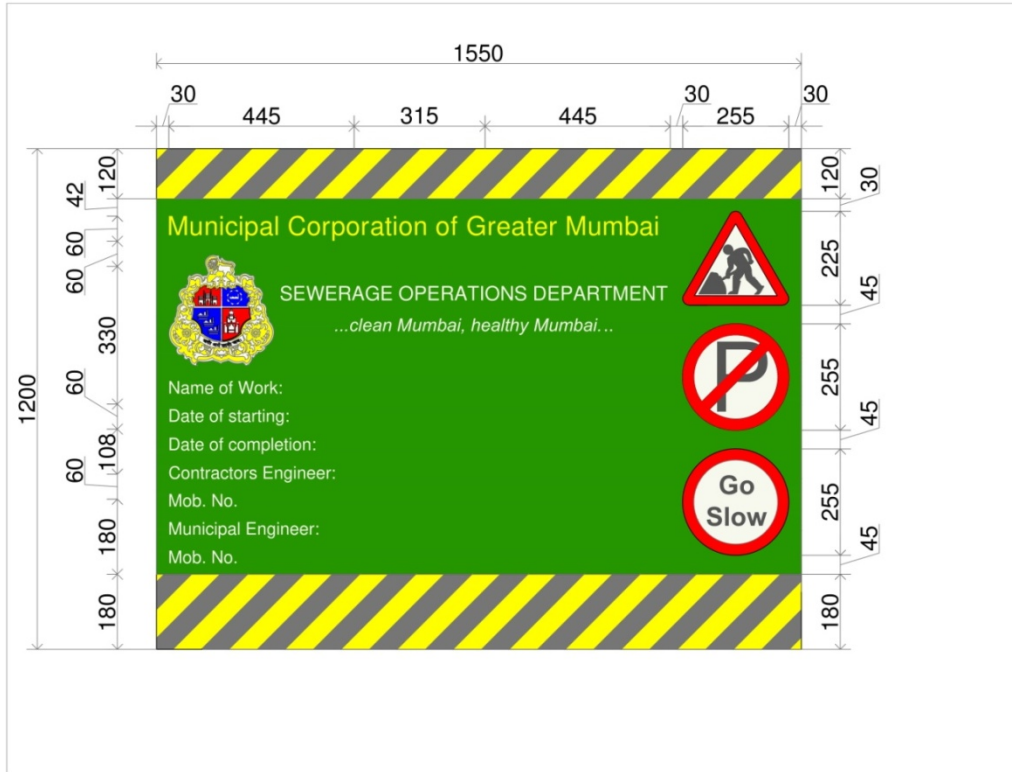 1550
30
30
30
445
315
445
255
120
42
60
60
330
60
108
60
180
180
1200
120
30
225
45
255
45
255
45
180
Municipal Corporation of Greater Mumbai
SEWERAGE OPERATIONS DEPARTMENT
...clean Mumbai, healthy Mumbai...
Name of Work:
Date of starting:
Date of completion:
Contractors Engineer:
Mob. No.
Municipal Engineer:
Mob. No.
P
Go
Slow